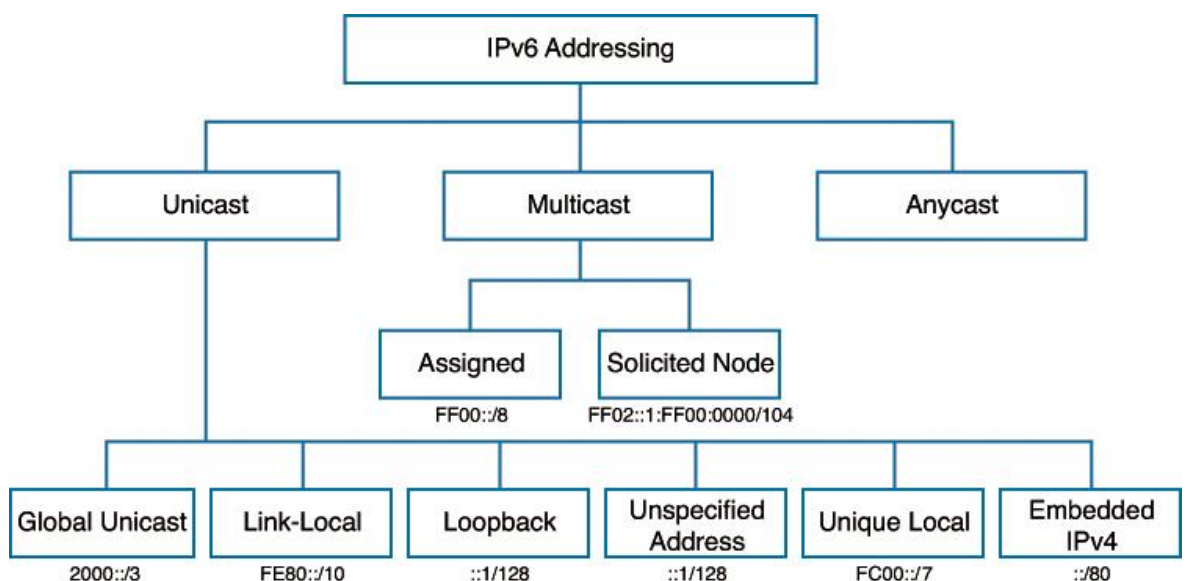 IPv6 Addressing
Unicast
Multicast
Anycast
Assigned
FF00::/8
Solicited Node
FF02::1:FF00:0000/104
Global Unicast
2000::/3
Link-Local
FE80::/10
Loopback
::1/128
Unspecified
Address
::1/128
Unique Local
FC00::/7
Embedded
IPv4
::/80